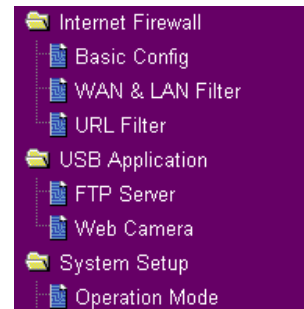 Internet Firewall
Basic Config
WAN & LAN Filter
URL Filter
USB Application
FTP Server
Web Camera
System Setup
Operation Mode